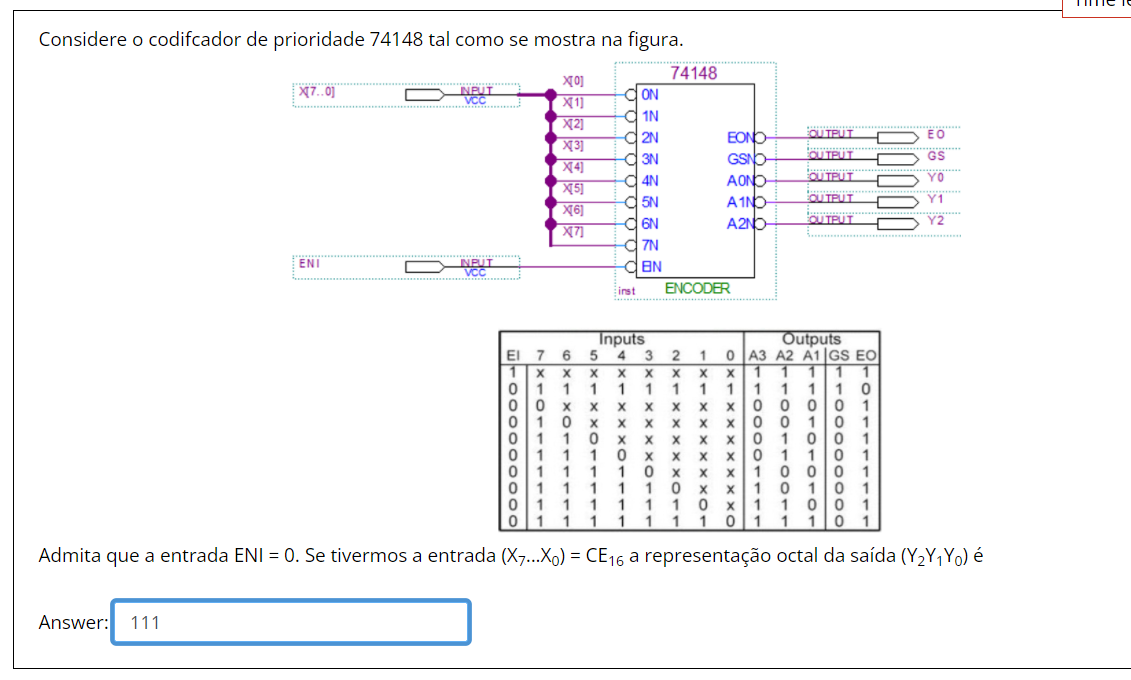 Considere o codifcador de prioridade 74148 tal como se mostra na figura.
74148
X[7..0]
INPUT
VCC
X[0]
X[1]
X[2]
X[3]
X[4]
X[5]
X[6]
X[7]
0N
1N
2N
3N
4N
5N
6N
7N
EIN
EON
GSN
A0N
A1N
A2N
OUTPUT EO
OUTPUT GS
OUTPUT Y0
OUTPUT Y1
OUTPUT Y2
ENI
INPUT
VCC
inst ENCODER
Inputs Outputs
EI 7 6 5 4 3 2 1 0 A3 A2 A1 GS EO
1 x x x x x x x x 1 1 1 1 1
0 1 1 1 1 1 1 1 1 1 1 1 1 0
0 0 x x x x x x x 0 0 0 0 1
0 1 0 x x x x x x 0 0 1 0 1
0 1 1 0 x x x x x 0 1 0 0 1
0 1 1 1 0 x x x x 0 1 1 0 1
0 1 1 1 1 0 x x x 1 0 0 0 1
0 1 1 1 1 1 0 x x 1 0 1 0 1
0 1 1 1 1 1 1 0 x 1 1 0 0 1
0 1 1 1 1 1 1 1 0 1 1 1 0 1
Admita que a entrada ENI = 0. Se tivermos a entrada (X7...X0) = CE16 a representação octal da saída (Y2Y1Y0) é
Answer: 111